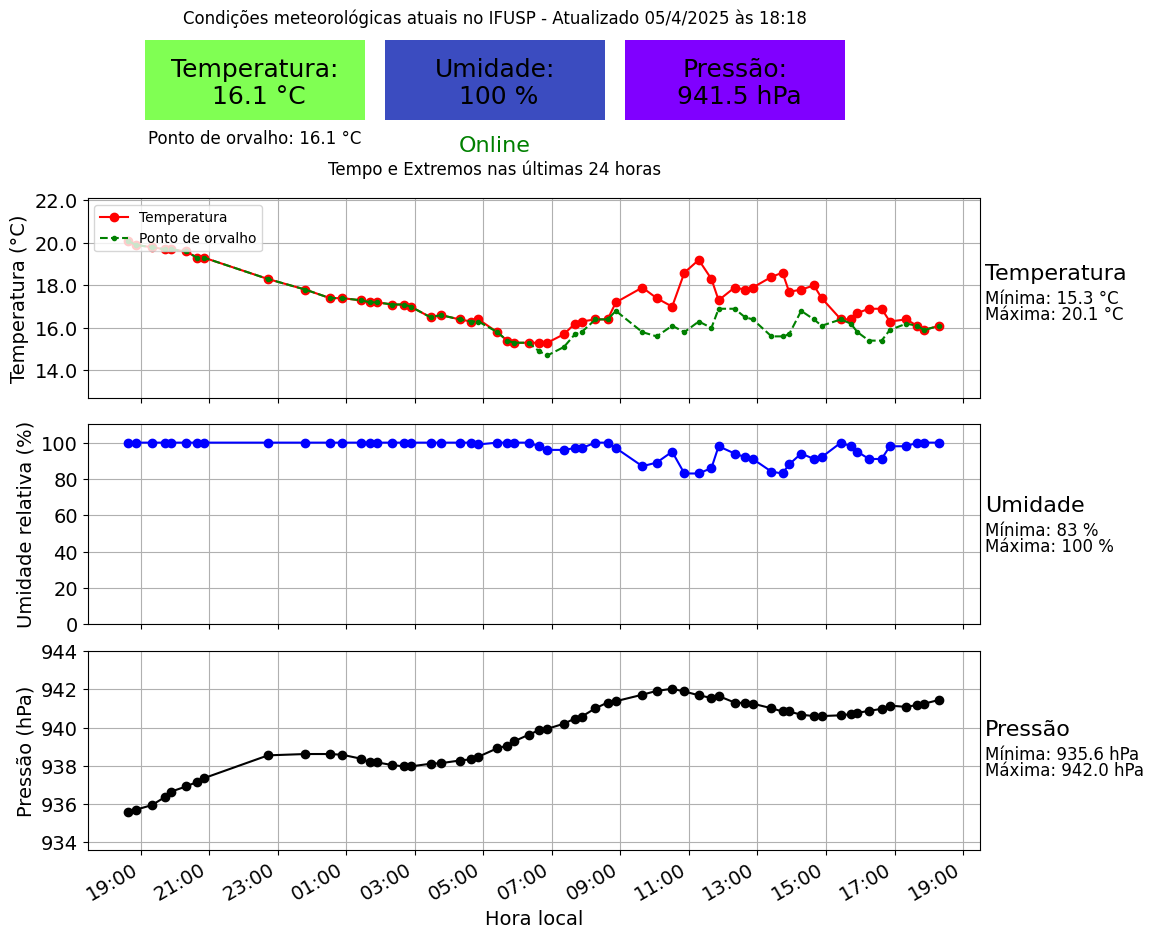 Condições meteorológicas atuais no IFUSP - Atualizado 05/4/2025 às 18:18
Temperatura:
16.1 °C
Umidade:
100 %
Pressão:
941.5 hPa
Ponto de orvalho: 16.1 °C
Online
Tempo e Extremos nas últimas 24 horas
Temperatura (°C)
22.0
20.0
18.0
16.0
14.0
Temperatura
Ponto de orvalho
Temperatura
Mínima: 15.3 °C
Máxima: 20.1 °C
Umidade relativa (%)
100
80
60
40
20
0
Umidade
Mínima: 83 %
Máxima: 100 %
Pressão (hPa)
944
942
940
938
936
934
Pressão
Mínima: 935.6 hPa
Máxima: 942.0 hPa
19:00 21:00 23:00 01:00 03:00 05:00 07:00 09:00 11:00 13:00 15:00 17:00 19:00
Hora local